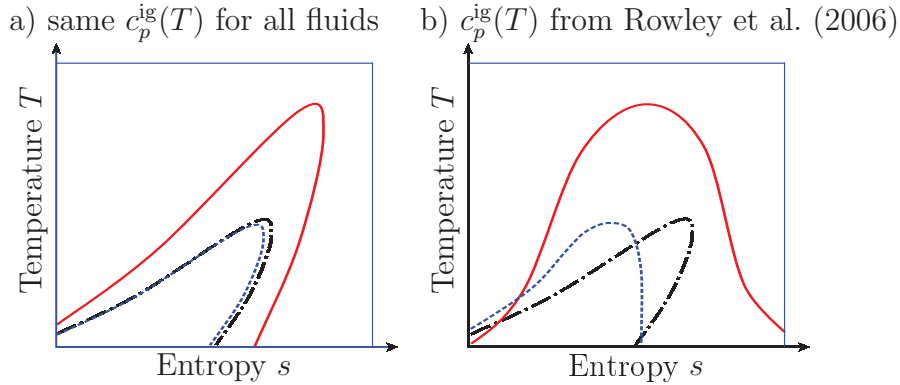 a) same $c_p^{\mathrm{ig}}(T)$ for all fluids
b) $c_p^{\mathrm{ig}}(T)$ from Rowley et al. (2006)
Temperature $T$
Entropy $s$
Temperature $T$
Entropy $s$